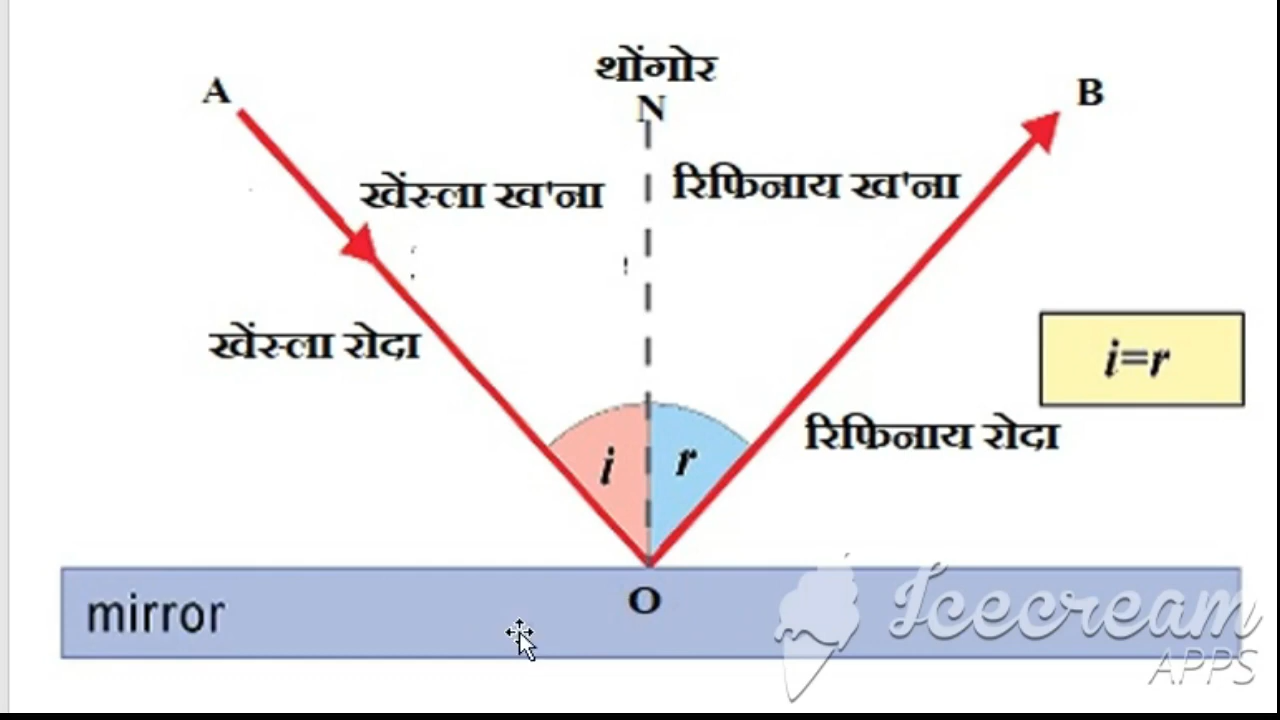 थोंगोर
A
N
B
खेंस्ला ख'ना
रिफिनाय ख'ना
खेंस्ला रोदा
i=r
रिफिनाय रोदा
i
r
mirror
O
Icecream
APPS